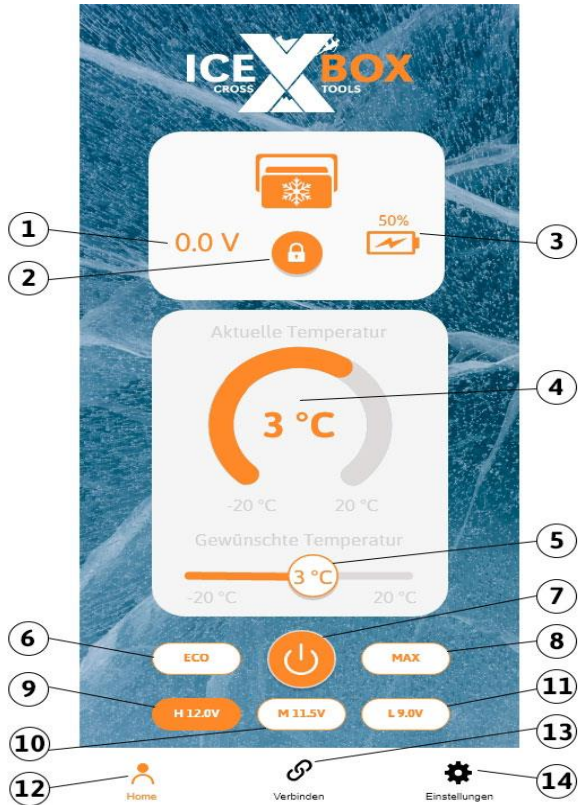 ICE X BOX
CROSS TOOLS
50%
1
0.0 V
3
2
Aktuelle Temperatur
4
3 °C
-20 °C 20 °C
Gewünschte Temperatur
5
3 °C
-20 °C 20 °C
7
6
ECO
MAX
8
9
H 12.0V
M 11.5V
L 9.0V
11
10
13
12
Home
Verbinden
Einstellungen
14